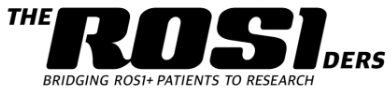 THE ROS1DERS
BRIDGING ROS1+ PATIENTS TO RESEARCH